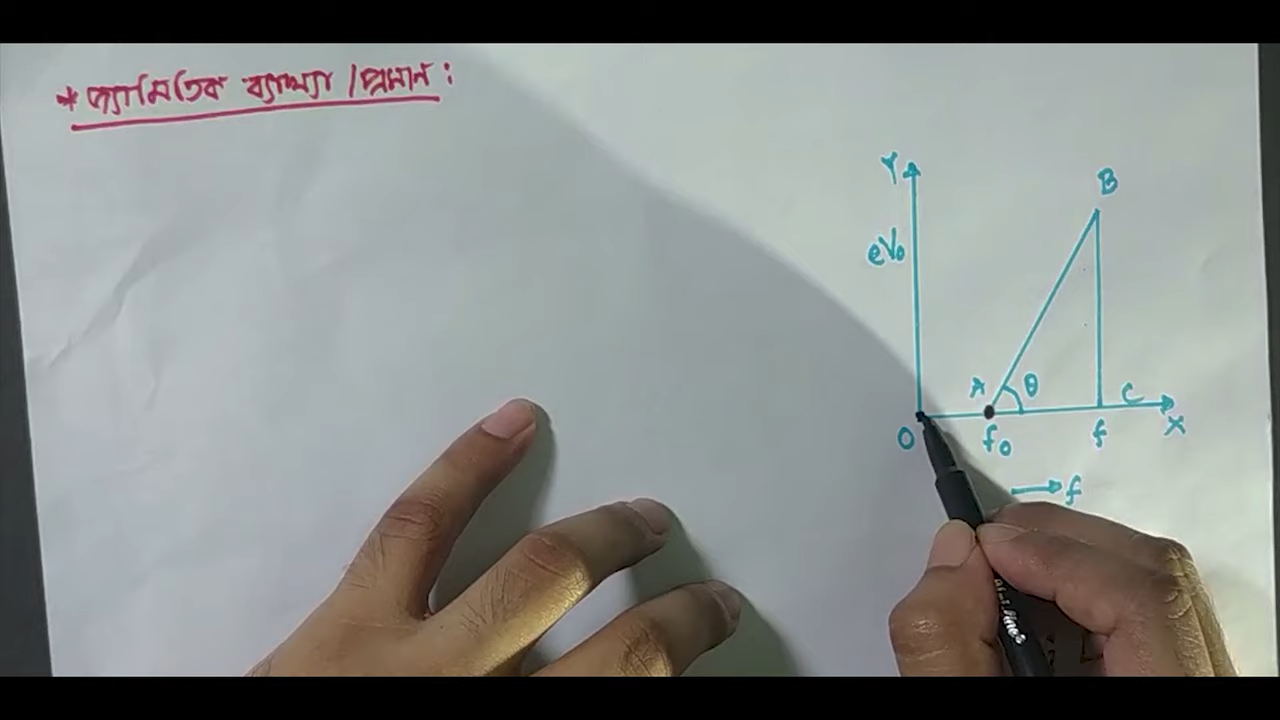 * জ্যামিতিক ব্যাখ্যা / প্রমান :
Y
B
eV₀
A θ C
X
O f₀ f
→ f